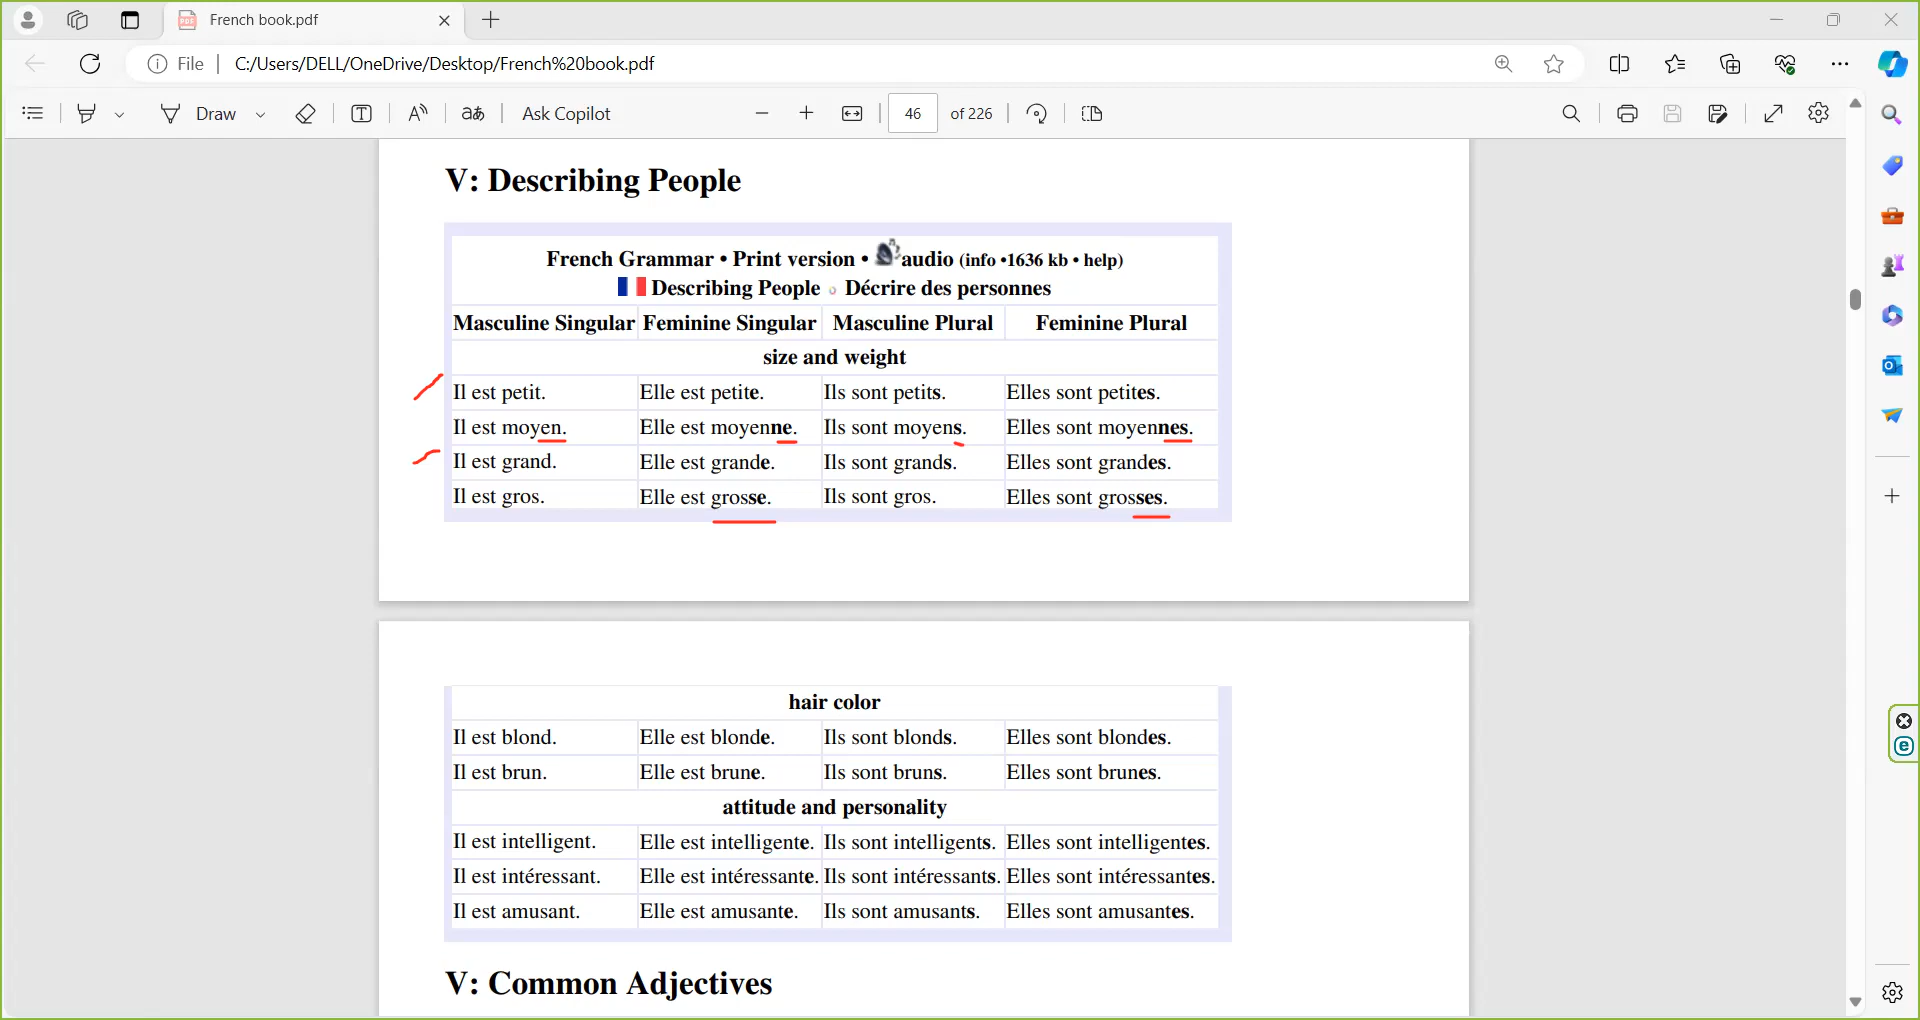 French book.pdf
File | C:/Users/DELL/OneDrive/Desktop/French%20book.pdf
Draw aあ Ask Copilot 46 of 226
V: Describing People
French Grammar • Print version • audio (info •1636 kb • help)
Describing People Décrire des personnes
Masculine Singular Feminine Singular Masculine Plural Feminine Plural
size and weight
Il est petit. Elle est petite. Ils sont petits. Elles sont petites.
Il est moyen. Elle est moyenne. Ils sont moyens. Elles sont moyennes.
Il est grand. Elle est grande. Ils sont grands. Elles sont grandes.
Il est gros. Elle est grosse. Ils sont gros. Elles sont grosses.
hair color
Il est blond. Elle est blonde. Ils sont blonds. Elles sont blondes.
Il est brun. Elle est brune. Ils sont bruns. Elles sont brunes.
attitude and personality
Il est intelligent. Elle est intelligente. Ils sont intelligents. Elles sont intelligentes.
Il est intéressant. Elle est intéressante. Ils sont intéressants. Elles sont intéressantes.
Il est amusant. Elle est amusante. Ils sont amusants. Elles sont amusantes.
V: Common Adjectives